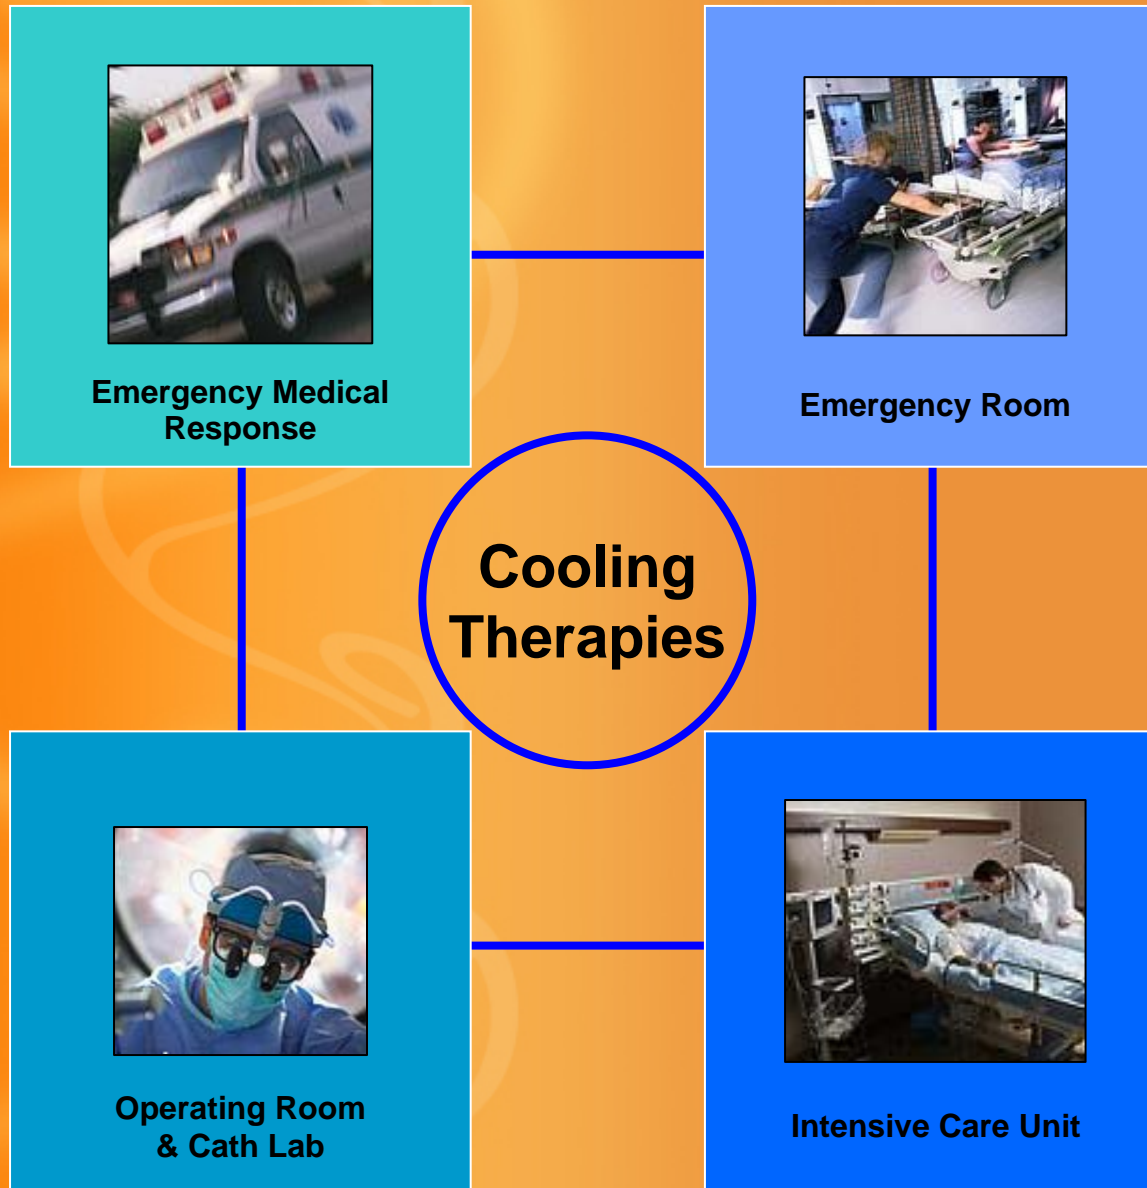 Emergency Medical
Response
Emergency Room
Cooling
Therapies
Operating Room
& Cath Lab
Intensive Care Unit